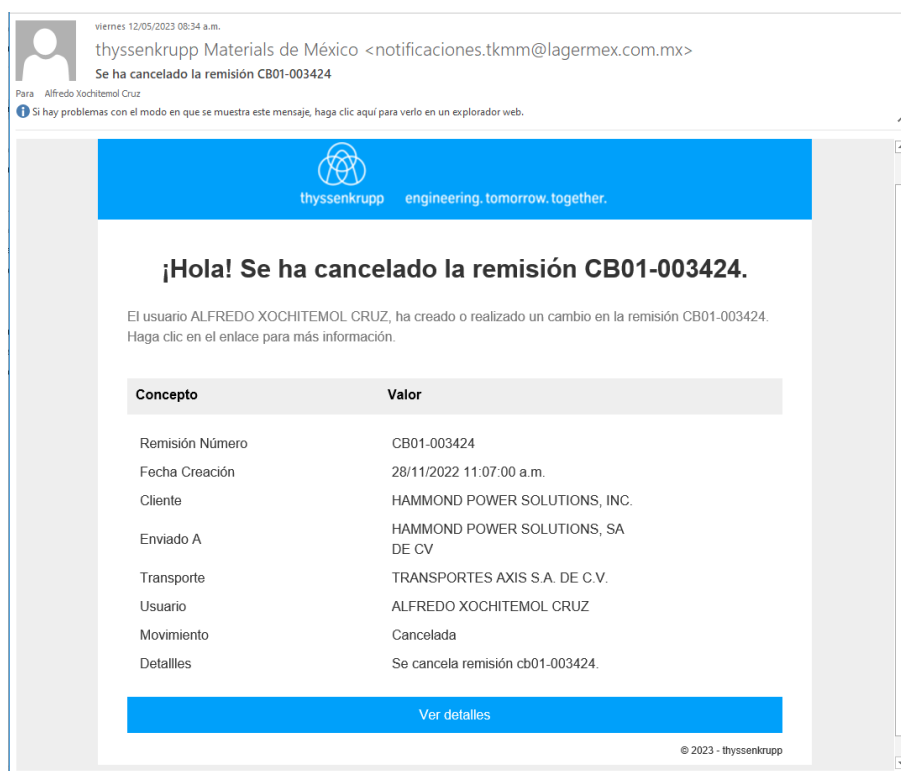 viernes 12/05/2023 08:34 a.m.
thyssenkrupp Materials de México <notificaciones.tkmm@lagermex.com.mx>
Se ha cancelado la remisión CB01-003424
Para Alfredo Xochitemol Cruz
Si hay problemas con el modo en que se muestra este mensaje, haga clic aquí para verlo en un explorador web.
thyssenkrupp engineering. tomorrow. together.
¡Hola! Se ha cancelado la remisión CB01-003424.
El usuario ALFREDO XOCHITEMOL CRUZ, ha creado o realizado un cambio en la remisión CB01-003424.
Haga clic en el enlace para más información.
Concepto Valor
Remisión Número CB01-003424
Fecha Creación 28/11/2022 11:07:00 a.m.
Cliente HAMMOND POWER SOLUTIONS, INC.
Enviado A HAMMOND POWER SOLUTIONS, SA
DE CV
Transporte TRANSPORTES AXIS S.A. DE C.V.
Usuario ALFREDO XOCHITEMOL CRUZ
Movimiento Cancelada
Detallles Se cancela remisión cb01-003424.
Ver detalles
© 2023 - thyssenkrupp